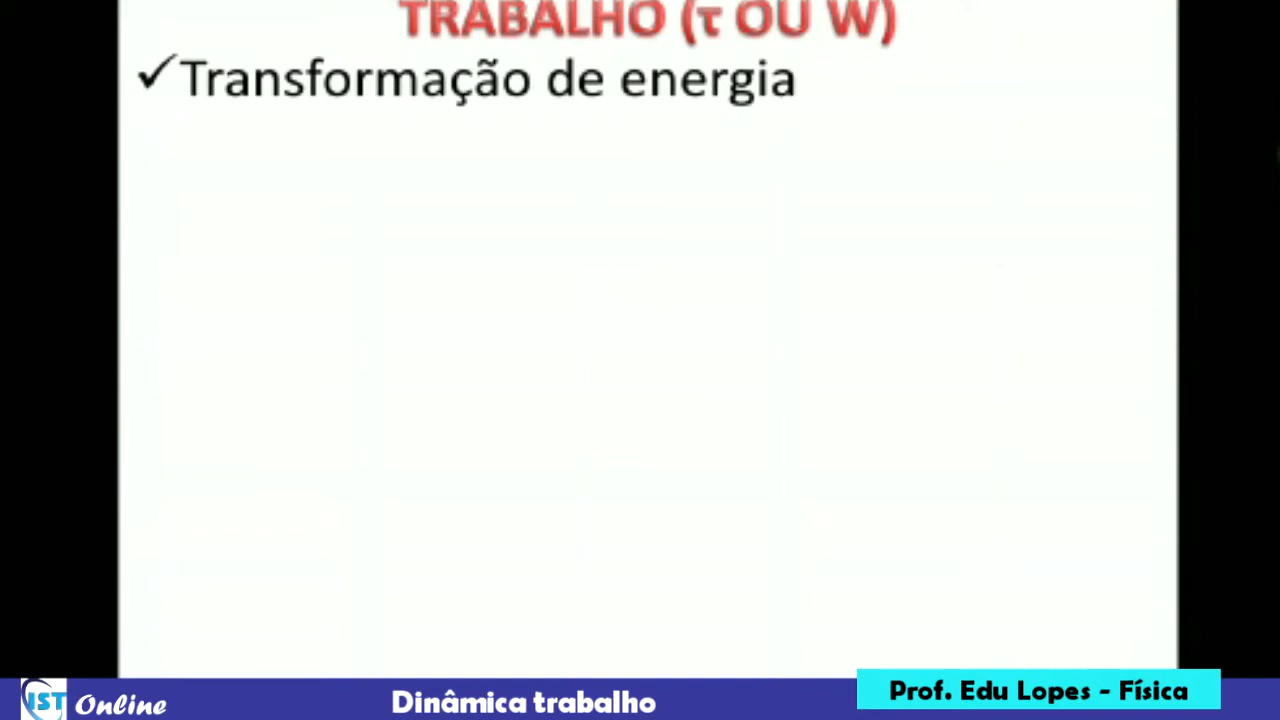 TRABALHO (τ OU W)
✓Transformação de energia
IST Online
Dinâmica trabalho
Prof. Edu Lopes - Física